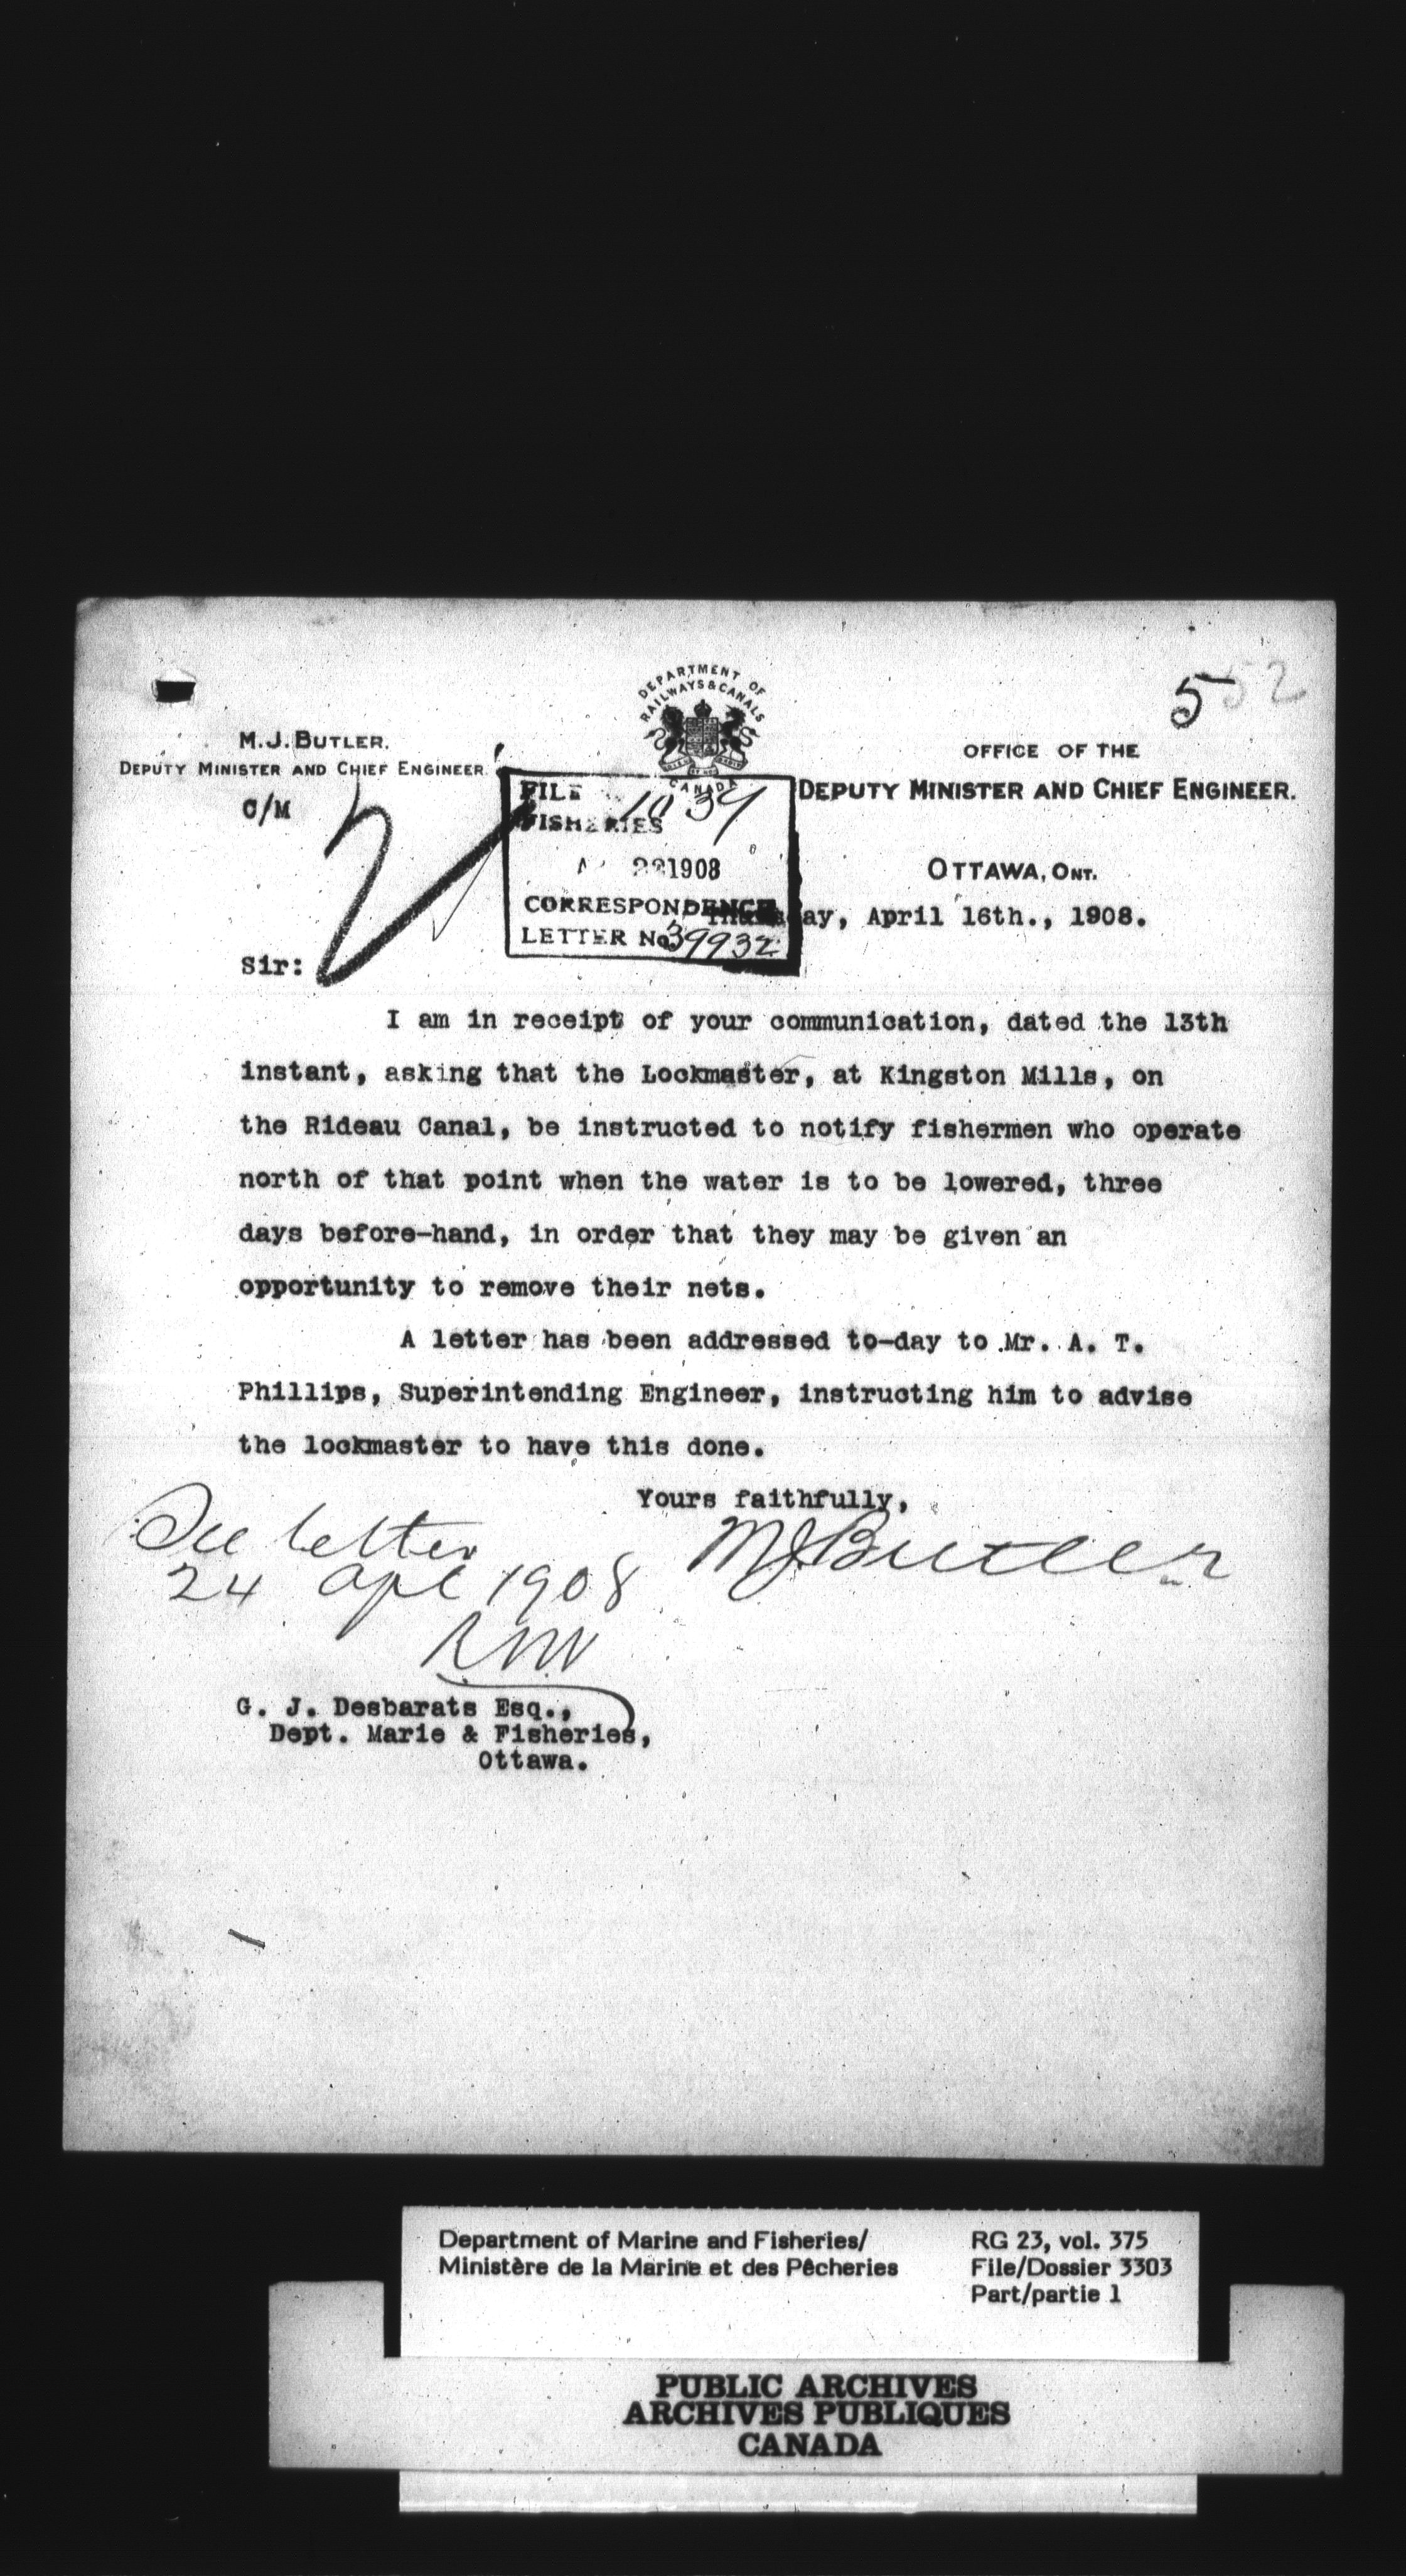 552
DEPARTMENT OF
RAILWAYS & CANALS
CANADA
M.J. BUTLER.
DEPUTY MINISTER AND CHIEF ENGINEER.
C/M
OFFICE OF THE
DEPUTY MINISTER AND CHIEF ENGINEER.
FILE
FISHERIES
22 1908
CORRESPONDENCE
LETTER No. 39932
OTTAWA, ONT.
Thursday, April 16th., 1908.
Sir:
I am in receipt of your communication, dated the 13th
instant, asking that the Lockmaster, at Kingston Mills, on
the Rideau Canal, be instructed to notify fishermen who operate
north of that point when the water is to be lowered, three
days before-hand, in order that they may be given an
opportunity to remove their nets.
A letter has been addressed to-day to Mr. A. T.
Phillips, Superintending Engineer, instructing him to advise
the lockmaster to have this done.
Yours faithfully,
MJButler
See letter
24 Apl 1908
G. J. Desbarats Esq.,
Dept. Marie & Fisheries,
Ottawa.
Department of Marine and Fisheries/
Ministère de la Marine et des Pêcheries
RG 23, vol. 375
File/Dossier 3303
Part/partie 1
PUBLIC ARCHIVES
ARCHIVES PUBLIQUES
CANADA